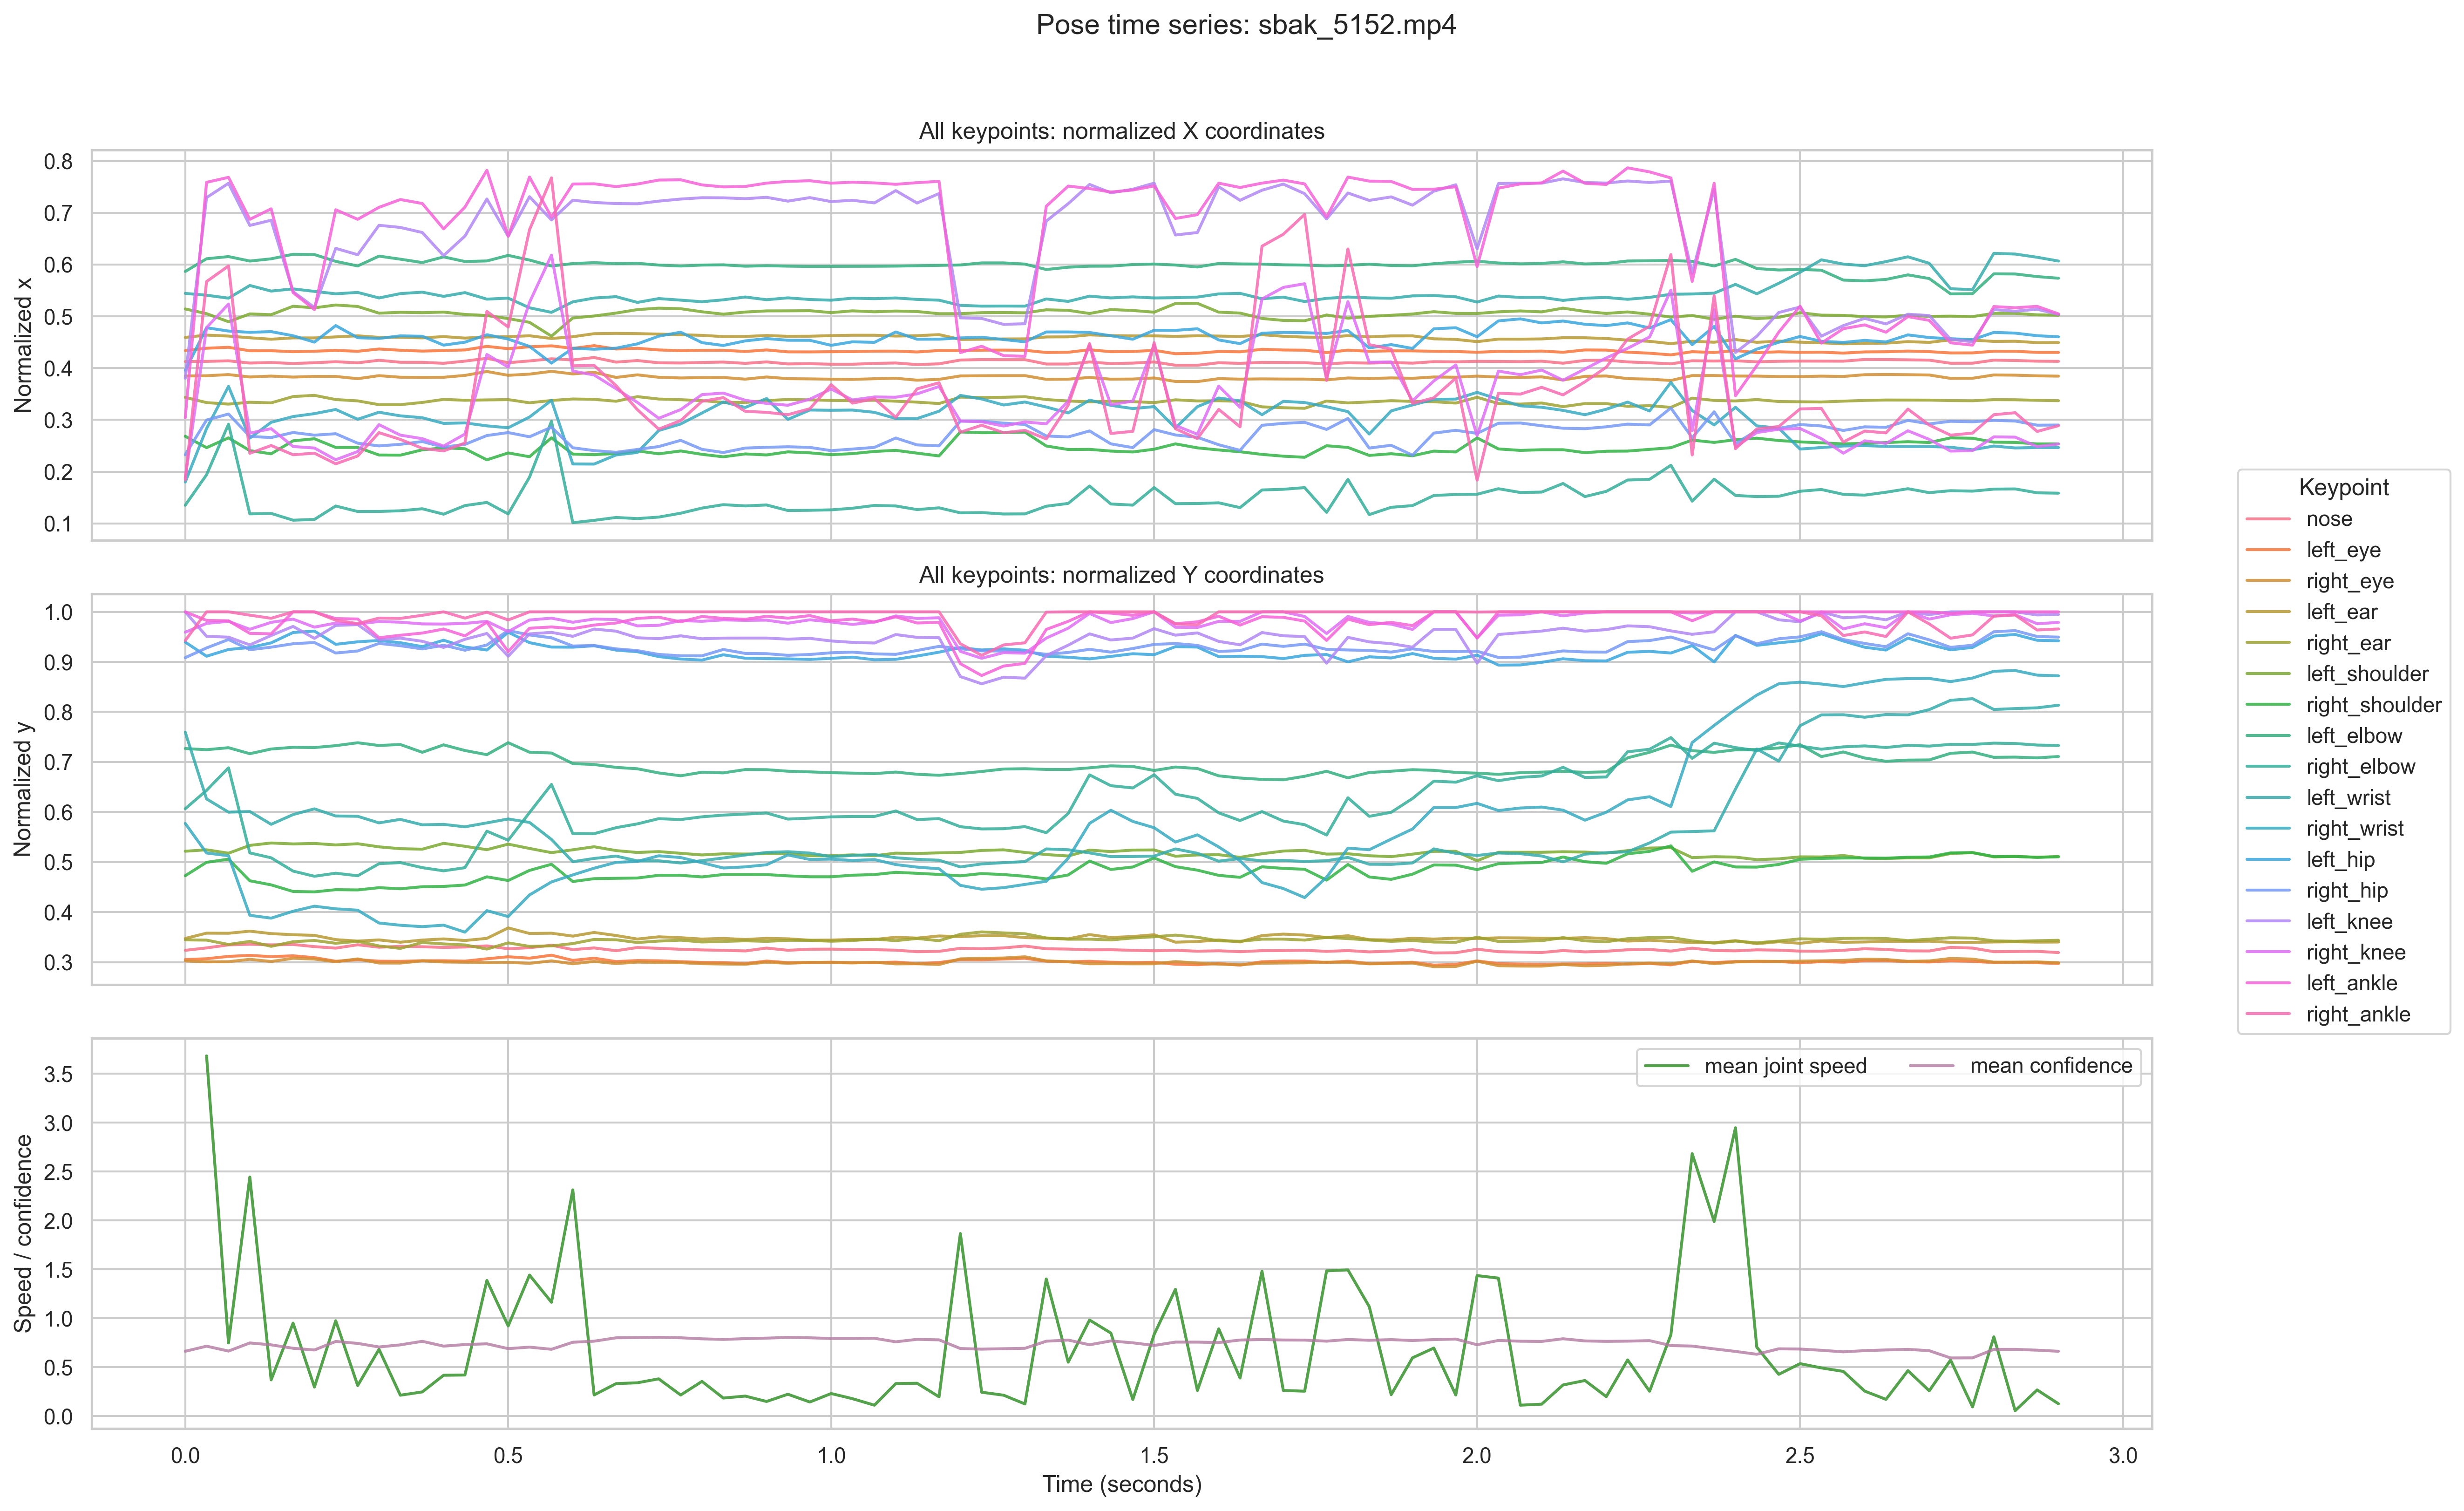 Pose time series: sbak_5152.mp4
All keypoints: normalized X coordinates
Normalized x
0.8
0.7
0.6
0.5
0.4
0.3
0.2
0.1
All keypoints: normalized Y coordinates
Normalized y
1.0
0.9
0.8
0.7
0.6
0.5
0.4
0.3
Keypoint
nose
left_eye
right_eye
left_ear
right_ear
left_shoulder
right_shoulder
left_elbow
right_elbow
left_wrist
right_wrist
left_hip
right_hip
left_knee
right_knee
left_ankle
right_ankle
mean joint speed mean confidence
Speed / confidence
3.5
3.0
2.5
2.0
1.5
1.0
0.5
0.0
0.0 0.5 1.0 1.5 2.0 2.5 3.0
Time (seconds)